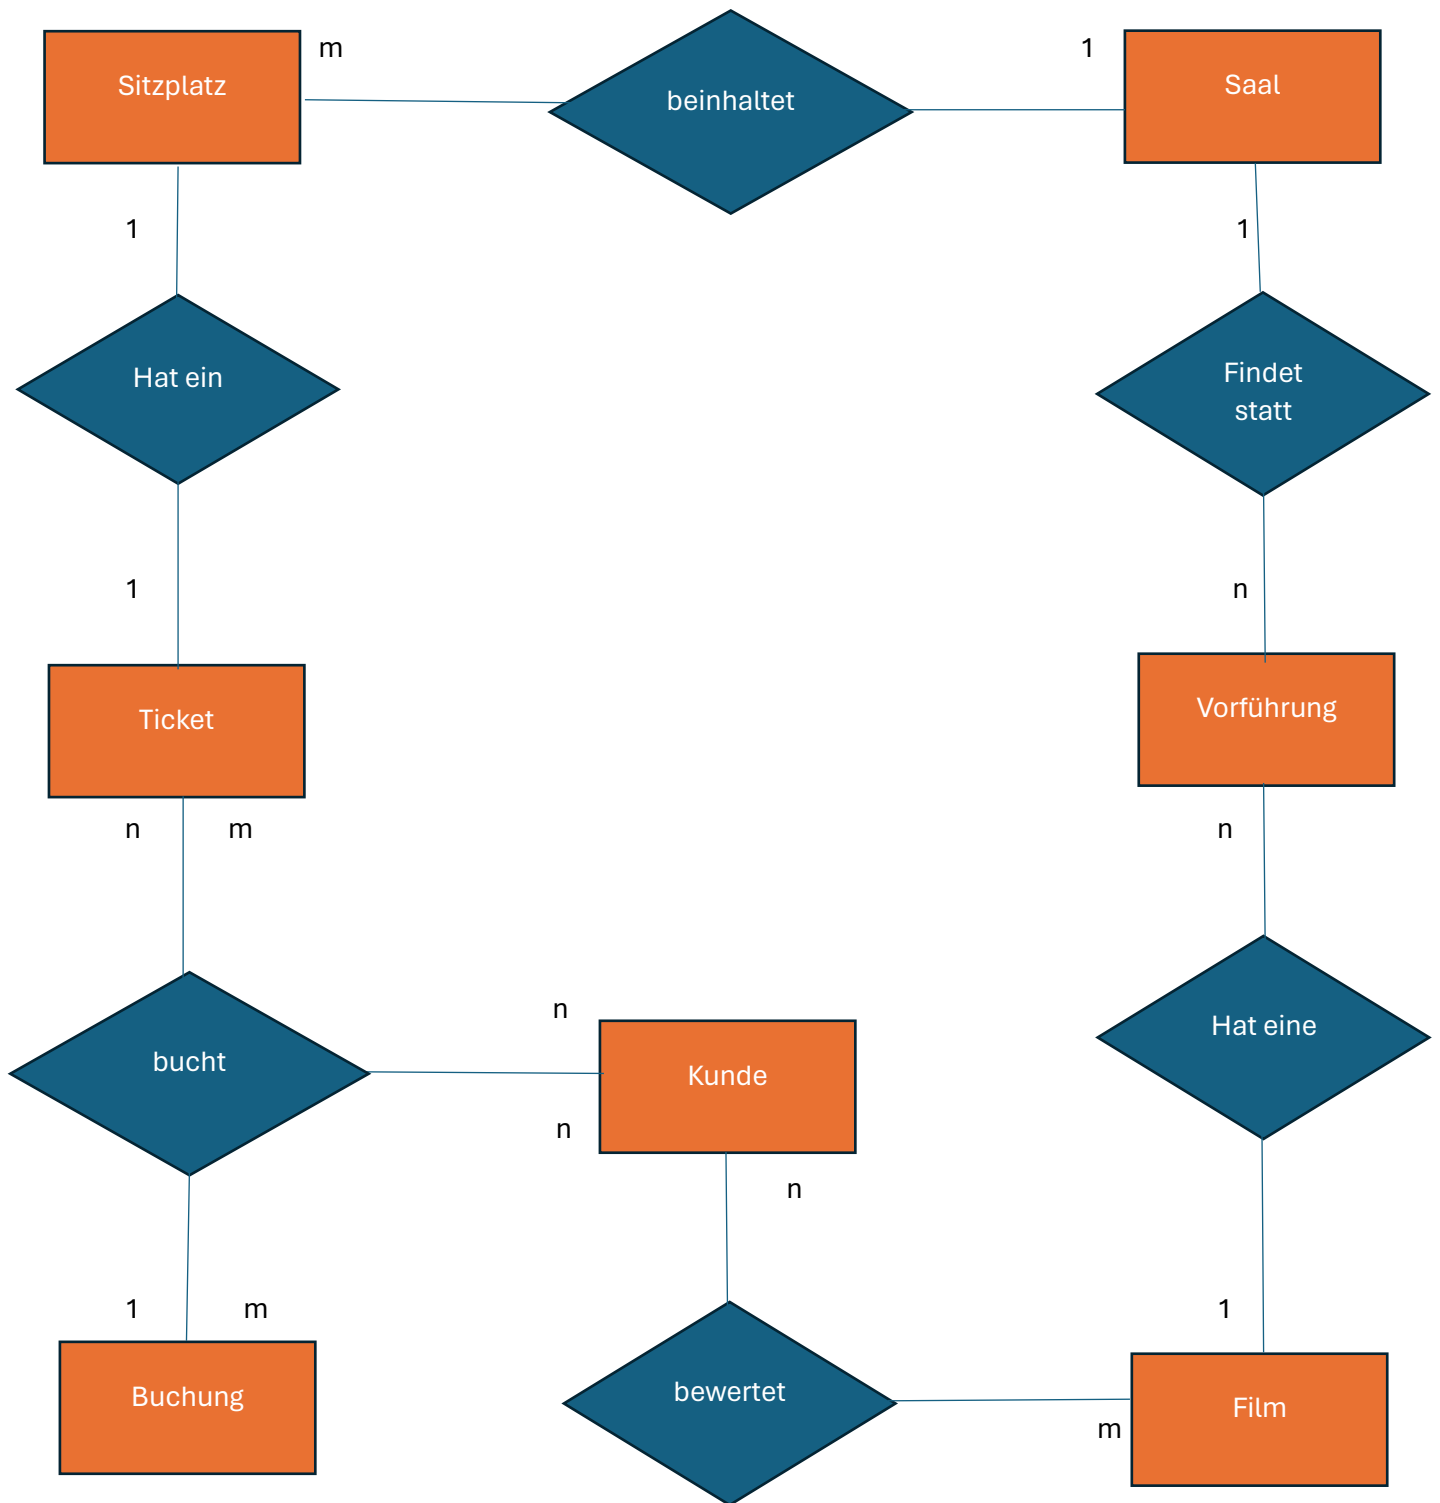 m
1
Sitzplatz
beinhaltet
Saal
1
1
Hat ein
Findet
statt
1
n
Ticket
Vorführung
n
m
n
bucht
n
Kunde
Hat eine
n
n
1
m
1
Buchung
bewertet
Film
m